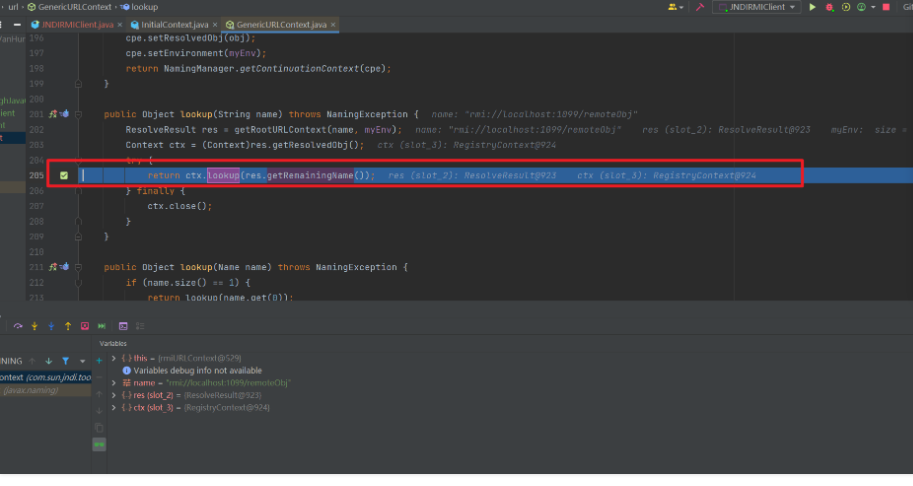 url › GenericURLContext › lookup
JNDIRMIClient
Git
JNDIRMIClient.java × InitialContext.java × GenericURLContext.java ×
196 cpe.setResolvedObj(obj);
197 cpe.setEnvironment(myEnv);
198 return NamingManager.getContinuationContext(cpe);
199 }
200
201 public Object lookup(String name) throws NamingException { name: "rmi://localhost:1099/remoteObj"
202 ResolveResult res = getRootURLContext(name, myEnv); name: "rmi://localhost:1099/remoteObj" res (slot_2): ResolveResult@923 myEnv: size =
203 Context ctx = (Context)res.getResolvedObj(); ctx (slot_3): RegistryContext@924
204 try {
205 return ctx.lookup(res.getRemainingName()); res (slot_2): ResolveResult@923 ctx (slot_3): RegistryContext@924
206 } finally {
207 ctx.close();
208 }
209 }
210
211 public Object lookup(Name name) throws NamingException {
212 if (name.size() == 1) {
213 return lookup(name.get(0));
Variables
NING
ontext (com.sun.jndi.too
(javax.naming)
this = {rmiURLContext@529}
Variables debug info not available
name = "rmi://localhost:1099/remoteObj"
res (slot_2) = {ResolveResult@923}
ctx (slot_3) = {RegistryContext@924}